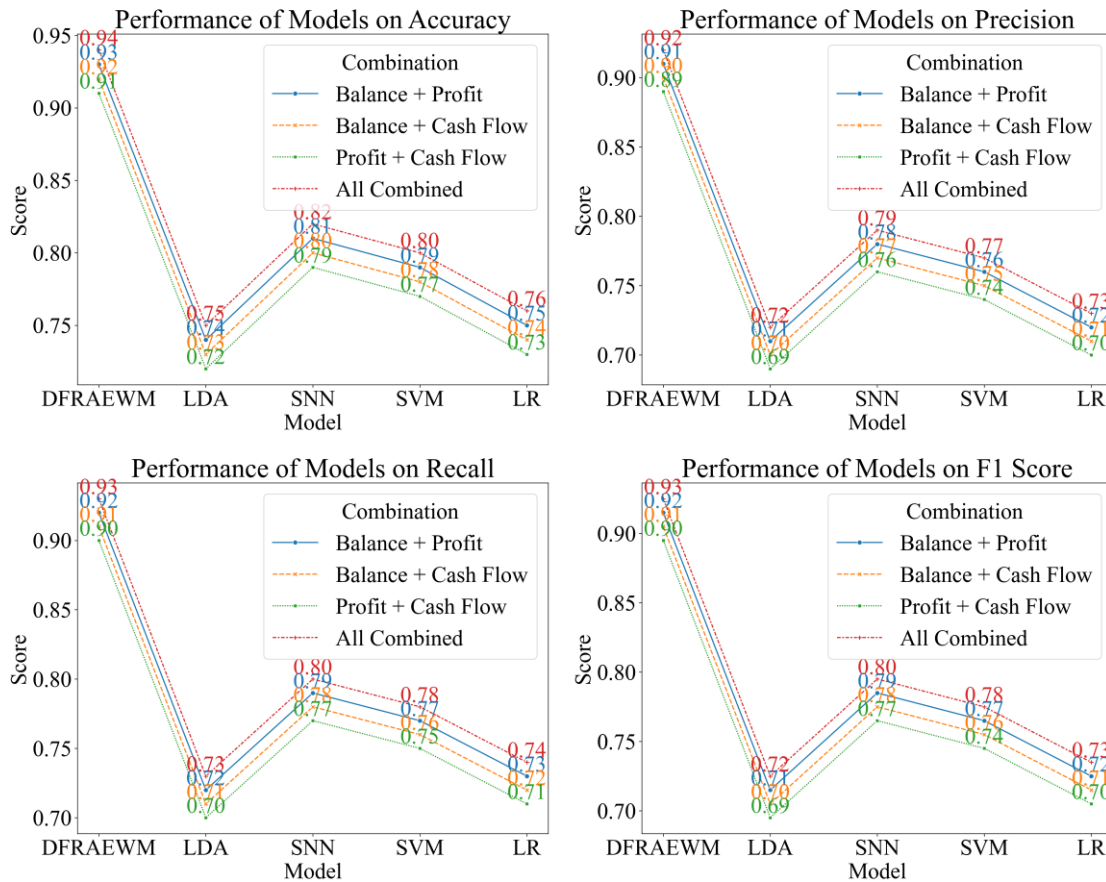 Performance of Models on Accuracy
0.95
0.90
0.85
0.80
0.75
Score
0.94
0.93
0.92
0.91
0.75
0.74
0.73
0.72
0.82
0.81
0.80
0.79
0.80
0.79
0.78
0.77
0.76
0.75
0.74
0.73
Combination
Balance + Profit
Balance + Cash Flow
Profit + Cash Flow
All Combined
DFRAEWM LDA SNN SVM LR
Model
Performance of Models on Precision
0.90
0.85
0.80
0.75
0.70
Score
0.92
0.91
0.90
0.89
0.72
0.71
0.70
0.69
0.79
0.78
0.77
0.76
0.77
0.76
0.75
0.74
0.73
0.72
0.71
0.70
Combination
Balance + Profit
Balance + Cash Flow
Profit + Cash Flow
All Combined
DFRAEWM LDA SNN SVM LR
Model
Performance of Models on Recall
0.90
0.85
0.80
0.75
0.70
Score
0.93
0.92
0.91
0.90
0.73
0.72
0.71
0.70
0.80
0.79
0.78
0.77
0.78
0.77
0.76
0.75
0.74
0.73
0.72
0.71
Combination
Balance + Profit
Balance + Cash Flow
Profit + Cash Flow
All Combined
DFRAEWM LDA SNN SVM LR
Model
Performance of Models on F1 Score
0.90
0.85
0.80
0.75
0.70
Score
0.93
0.92
0.91
0.90
0.72
0.71
0.70
0.69
0.80
0.79
0.78
0.77
0.78
0.77
0.76
0.74
0.73
0.72
0.71
0.70
Combination
Balance + Profit
Balance + Cash Flow
Profit + Cash Flow
All Combined
DFRAEWM LDA SNN SVM LR
Model